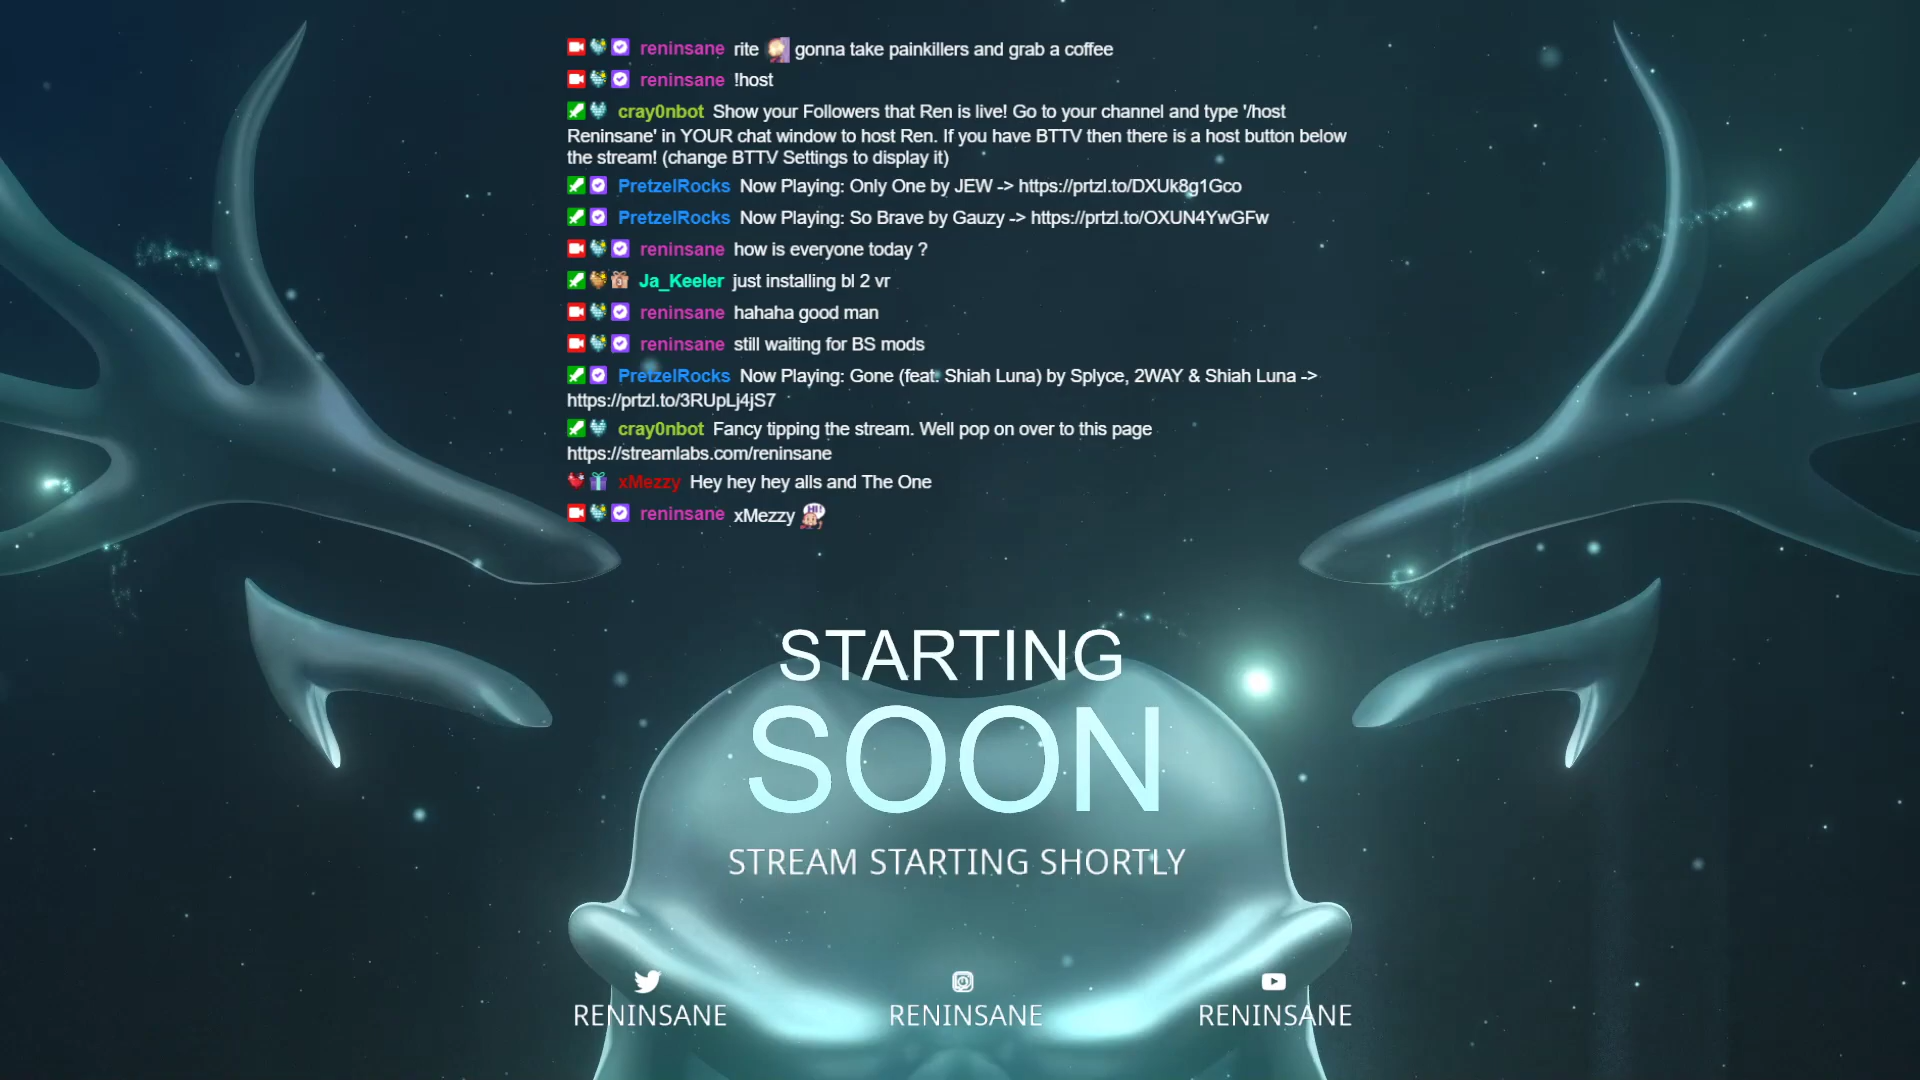 reninsane rite gonna take painkillers and grab a coffee
reninsane !host
cray0nbot Show your Followers that Ren is live! Go to your channel and type '/host
Reninsane' in YOUR chat window to host Ren. If you have BTTV then there is a host button below
the stream! (change BTTV Settings to display it)
PretzelRocks Now Playing: Only One by JEW -> https://prtzl.to/DXUk8g1Gco
PretzelRocks Now Playing: So Brave by Gauzy -> https://prtzl.to/OXUN4YwGFw
reninsane how is everyone today ?
Ja_Keeler just installing bl 2 vr
reninsane hahaha good man
reninsane still waiting for BS mods
PretzelRocks Now Playing: Gone (feat. Shiah Luna) by Splyce, 2WAY & Shiah Luna ->
https://prtzl.to/3RUpLj4jS7
cray0nbot Fancy tipping the stream. Well pop on over to this page
https://streamlabs.com/reninsane
xMezzy Hey hey hey alls and The One
reninsane xMezzy HI!
STARTING
SOON
STREAM STARTING SHORTLY
RENINSANE RENINSANE RENINSANE